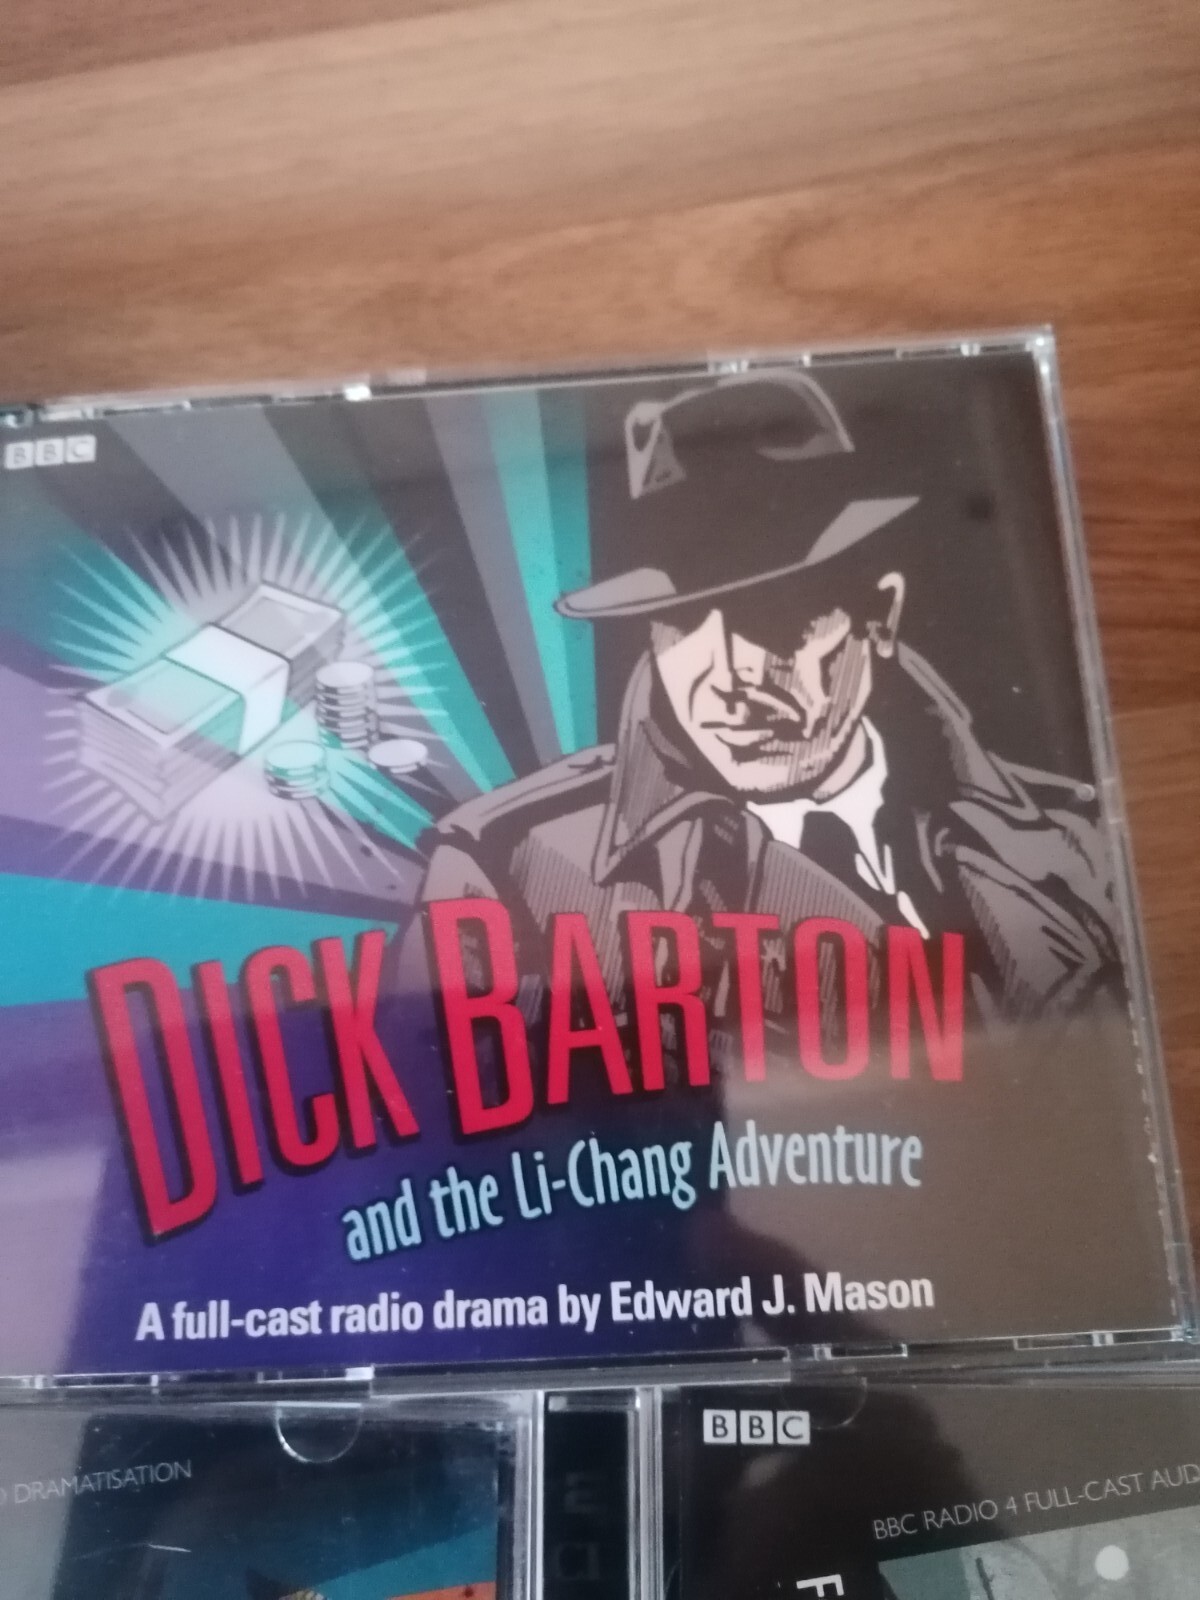 BBC
DICK BARTON
and the Li-Chang Adventure
A full-cast radio drama by Edward J. Mason
DRAMATISATION
BBC
BBC RADIO 4 FULL-CAST